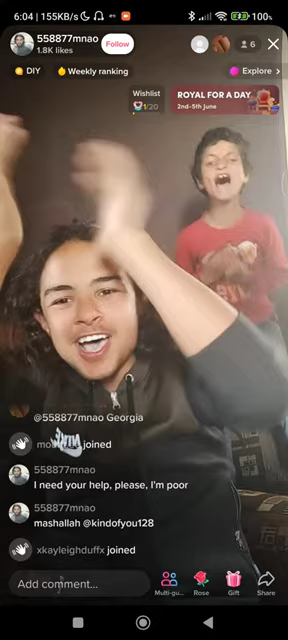 6:04 | 155KB/s
100%
558877mnao
1.8K likes
Follow
6
DIY
Weekly ranking
Explore >
Wishlist
1/20
ROYAL FOR A DAY
2nd-5th june
@558877mnao Georgia
joined
558877mnao
I need your help, please, I'm poor
558877mnao
mashallah @kindofyou128
xkayleighduffx joined
Add comment...
Multi-gu...
Rose
Gift
Share